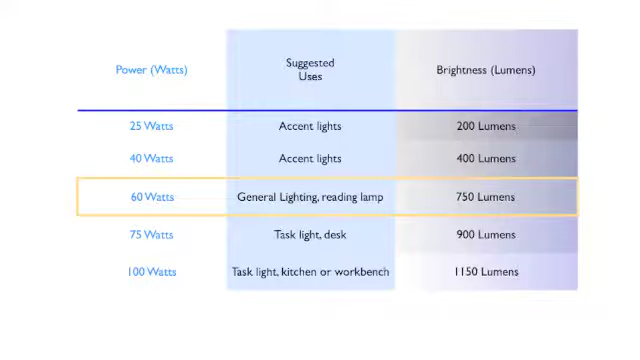 Power (Watts) Suggested Uses Brightness (Lumens)
25 Watts Accent lights 200 Lumens
40 Watts Accent lights 400 Lumens
60 Watts General Lighting, reading lamp 750 Lumens
75 Watts Task light, desk 900 Lumens
100 Watts Task light, kitchen or workbench 1150 Lumens